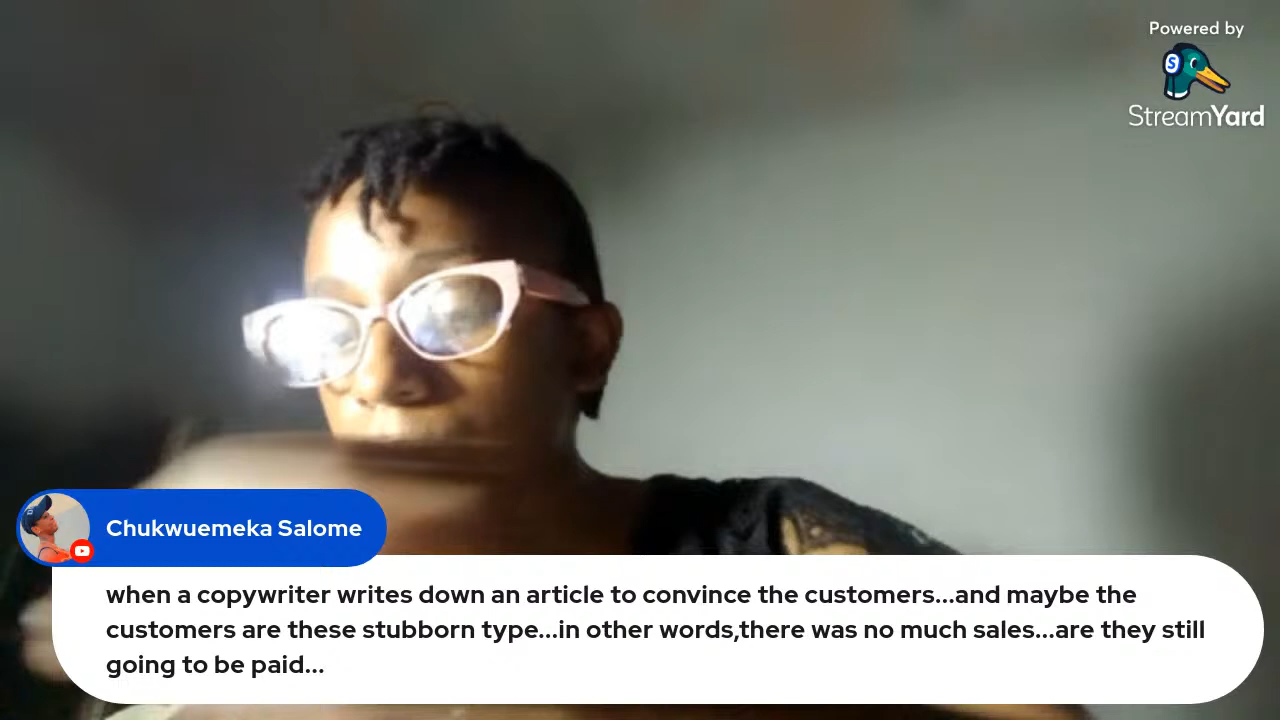 Powered by
S
StreamYard
Chukwuemeka Salome
when a copywriter writes down an article to convince the customers...and maybe the
customers are these stubborn type...in other words,there was no much sales...are they still
going to be paid...